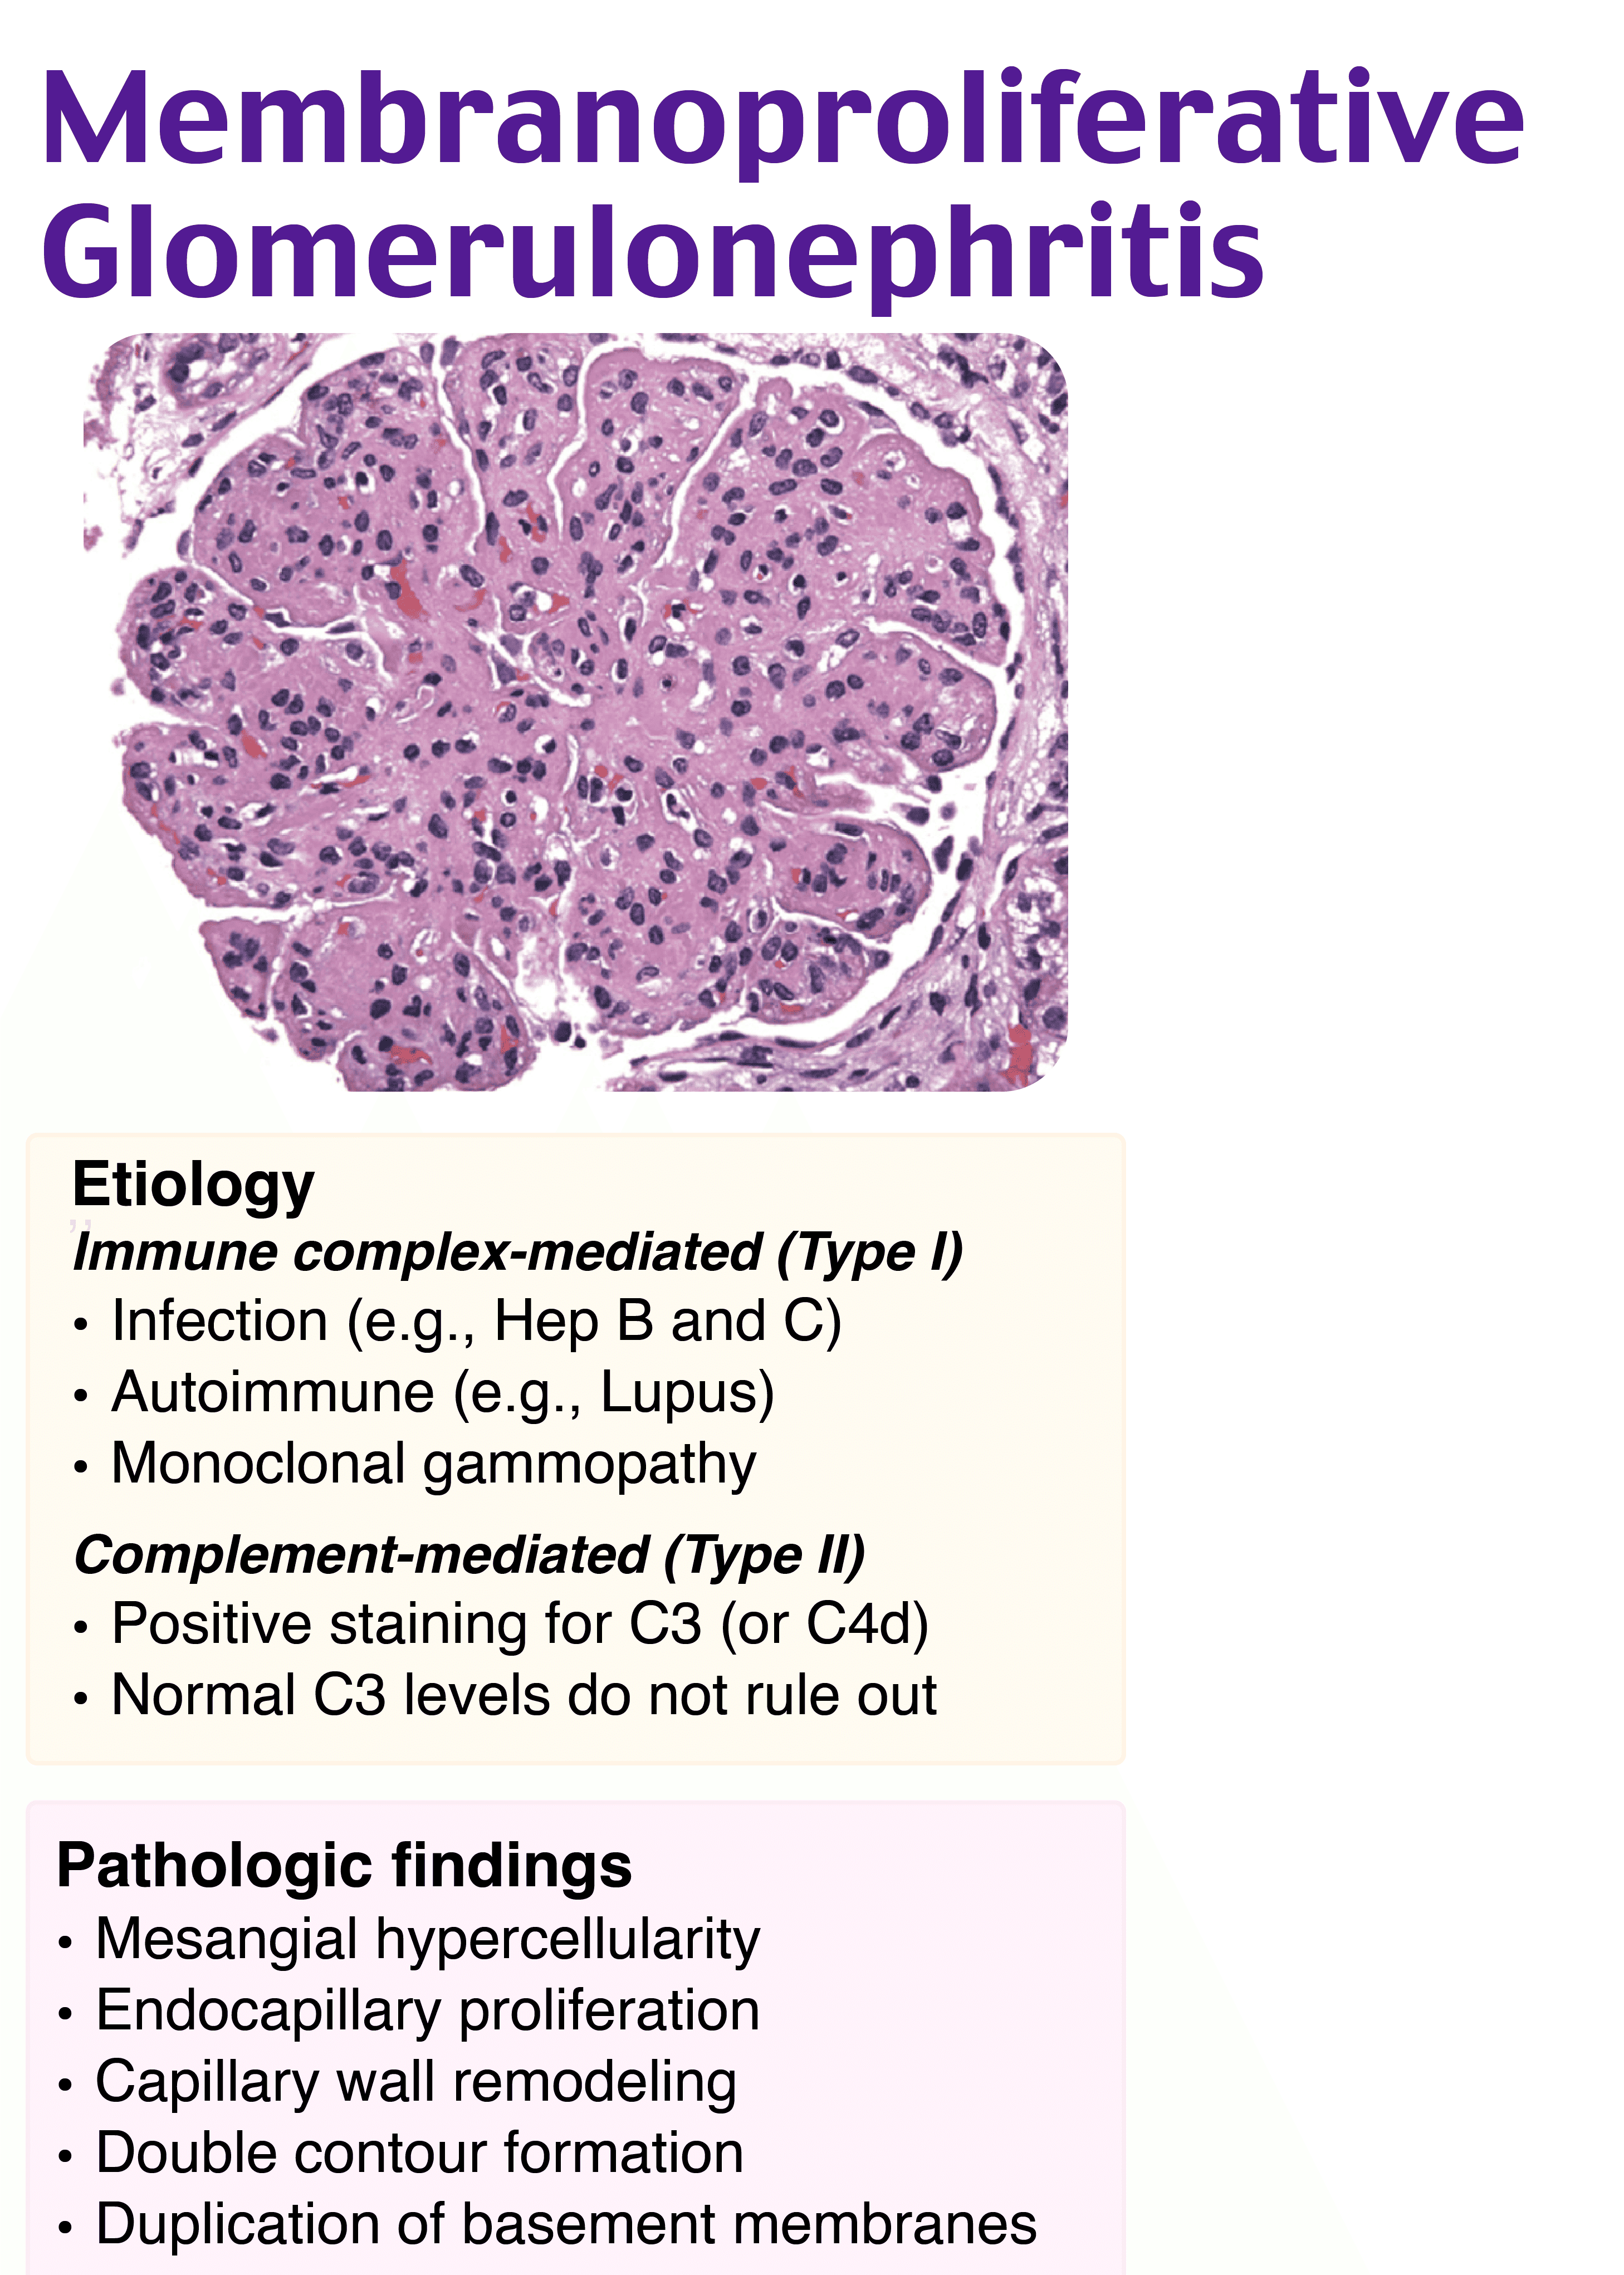 Membranoproliferative
Glomerulonephritis
Etiology
Immune complex-mediated (Type I)
• Infection (e.g., Hep B and C)
• Autoimmune (e.g., Lupus)
• Monoclonal gammopathy
Complement-mediated (Type II)
• Positive staining for C3 (or C4d)
• Normal C3 levels do not rule out
Pathologic findings
• Mesangial hypercellularity
• Endocapillary proliferation
• Capillary wall remodeling
• Double contour formation
• Duplication of basement membranes